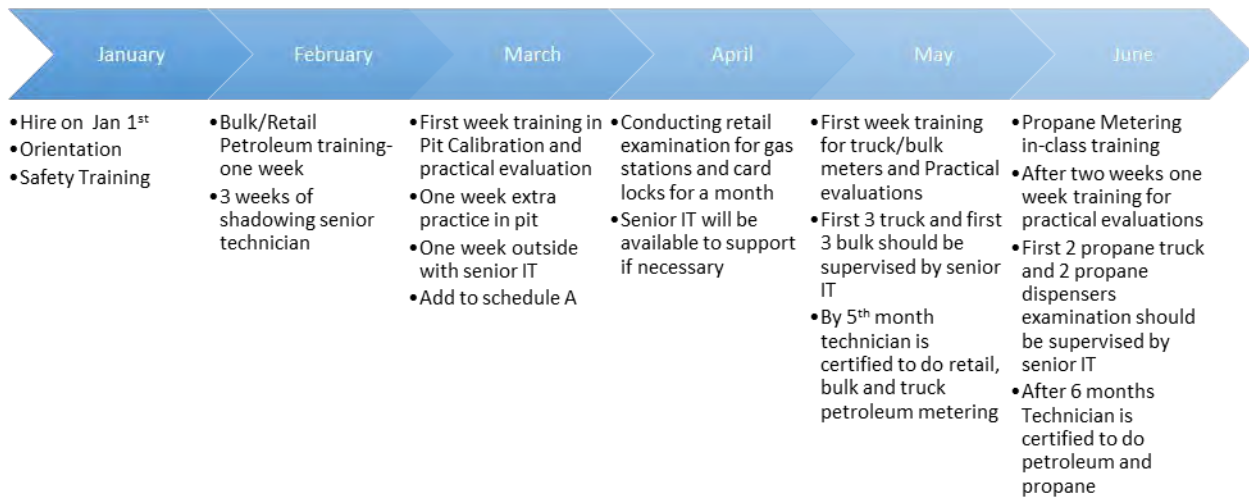 January
February
March
April
May
June
•Hire on Jan 1st
•Orientation
•Safety Training
•Bulk/Retail
Petroleum training-
one week
•3 weeks of
shadowing senior
technician
•First week training in
Pit Calibration and
practical evaluation
•One week extra
practice in pit
•One week outside
with senior IT
•Add to schedule A
•Conducting retail
examination for gas
stations and card
locks for a month
•Senior IT will be
available to support
if necessary
•First week training
for truck/bulk
meters and Practical
evaluations
•First 3 truck and first
3 bulk should be
supervised by senior
IT
•By 5th month
technician is
certified to do retail,
bulk and truck
petroleum metering
•Propane Metering
in-class training
•After two weeks one
week training for
practical evaluations
•First 2 propane truck
and 2 propane
dispensers
examination should
be supervised by
senior IT
•After 6 months
Technician is
certified to do
petroleum and
propane